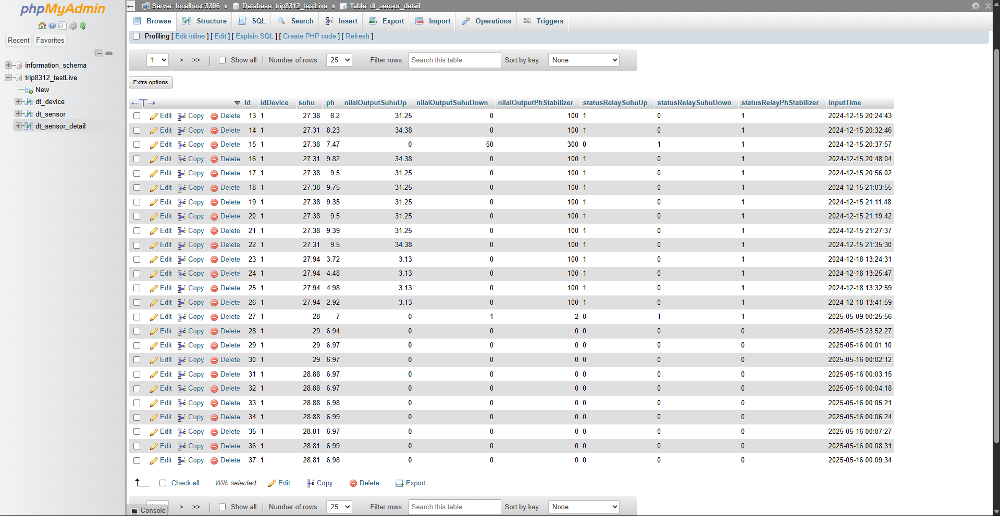 phpMyAdmin
Recent Favorites
information_schema
trip8312_testLive
New
dt_device
dt_sensor
dt_sensor_detail
Server: localhost:3306 » Database: trip8312_testLive » Table: dt_sensor_detail
Browse Structure SQL Search Insert Export Import Operations Triggers
Profiling [ Edit inline ] [ Edit ] [ Explain SQL ] [ Create PHP code ] [ Refresh ]
1 > >> Show all Number of rows: 25 Filter rows: Search this table Sort by key: None
Extra options
←T→ Id idDevice suhu ph nilaiOutputSuhuUp nilaiOutputSuhuDown nilaiOutputPhStabilizer statusRelaySuhuUp statusRelaySuhuDown statusRelayPhStabilizer inputTime
Edit Copy Delete 13 1 27.38 8.2 31.25 0 100 1 0 1 2024-12-15 20:24:43
Edit Copy Delete 14 1 27.31 8.23 34.38 0 100 1 0 1 2024-12-15 20:32:46
Edit Copy Delete 15 1 27.38 7.47 0 50 300 0 1 1 2024-12-15 20:37:57
Edit Copy Delete 16 1 27.31 9.82 34.38 0 100 1 0 1 2024-12-15 20:48:04
Edit Copy Delete 17 1 27.38 9.5 31.25 0 100 1 0 1 2024-12-15 20:56:02
Edit Copy Delete 18 1 27.38 9.75 31.25 0 100 1 0 1 2024-12-15 21:03:55
Edit Copy Delete 19 1 27.38 9.35 31.25 0 100 1 0 1 2024-12-15 21:11:48
Edit Copy Delete 20 1 27.38 9.5 31.25 0 100 1 0 1 2024-12-15 21:19:42
Edit Copy Delete 21 1 27.38 9.39 31.25 0 100 1 0 1 2024-12-15 21:27:37
Edit Copy Delete 22 1 27.31 9.5 34.38 0 100 1 0 1 2024-12-15 21:35:30
Edit Copy Delete 23 1 27.94 3.72 3.13 0 100 1 0 1 2024-12-18 13:24:31
Edit Copy Delete 24 1 27.94 -4.48 3.13 0 100 1 0 1 2024-12-18 13:25:47
Edit Copy Delete 25 1 27.94 4.98 3.13 0 100 1 0 1 2024-12-18 13:32:59
Edit Copy Delete 26 1 27.94 2.92 3.13 0 100 1 0 1 2024-12-18 13:41:59
Edit Copy Delete 27 1 28 7 0 1 2 0 1 1 2025-05-09 00:25:56
Edit Copy Delete 28 1 29 6.94 0 0 0 0 0 0 2025-05-15 23:52:27
Edit Copy Delete 29 1 29 6.97 0 0 0 0 0 0 2025-05-16 00:01:10
Edit Copy Delete 30 1 29 6.97 0 0 0 0 0 0 2025-05-16 00:02:12
Edit Copy Delete 31 1 28.88 6.97 0 0 0 0 0 0 2025-05-16 00:03:15
Edit Copy Delete 32 1 28.88 6.97 0 0 0 0 0 0 2025-05-16 00:04:18
Edit Copy Delete 33 1 28.88 6.98 0 0 0 0 0 0 2025-05-16 00:05:21
Edit Copy Delete 34 1 28.88 6.99 0 0 0 0 0 0 2025-05-16 00:06:24
Edit Copy Delete 35 1 28.81 6.97 0 0 0 0 0 0 2025-05-16 00:07:27
Edit Copy Delete 36 1 28.81 6.99 0 0 0 0 0 0 2025-05-16 00:08:31
Edit Copy Delete 37 1 28.81 6.98 0 0 0 0 0 0 2025-05-16 00:09:34
Check all With selected: Edit Copy Delete Export
> >> Show all Number of rows: 25 Filter rows: Search this table Sort by key: None
Console